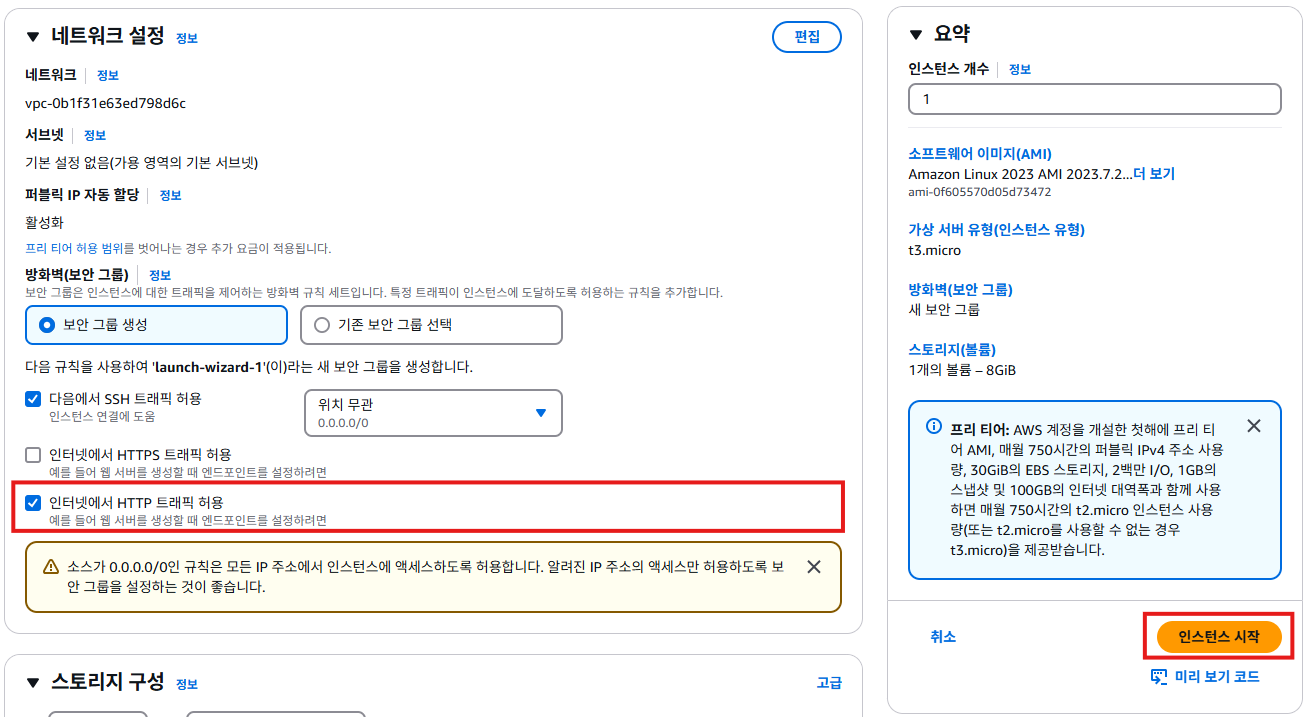 ▼ 네트워크 설정 정보
편집
네트워크 정보
vpc-0b1f31e63ed798d6c
서브넷 정보
기본 설정 없음(가용 영역의 기본 서브넷)
퍼블릭 IP 자동 할당 정보
활성화
프리 티어 허용 범위를 벗어나는 경우 추가 요금이 적용됩니다.
방화벽(보안 그룹) 정보
보안 그룹은 인스턴스에 대한 트래픽을 제어하는 방화벽 규칙 세트입니다. 특정 트래픽이 인스턴스에 도달하도록 허용하는 규칙을 추가합니다.
보안 그룹 생성
기존 보안 그룹 선택
다음 규칙을 사용하여 'launch-wizard-1'(이)라는 새 보안 그룹을 생성합니다.
다음에서 SSH 트래픽 허용
인스턴스 연결에 도움
위치 무관
0.0.0.0/0
인터넷에서 HTTPS 트래픽 허용
예를 들어 웹 서버를 생성할 때 엔드포인트를 설정하려면
인터넷에서 HTTP 트래픽 허용
예를 들어 웹 서버를 생성할 때 엔드포인트를 설정하려면
소스가 0.0.0.0/0인 규칙은 모든 IP 주소에서 인스턴스에 액세스하도록 허용합니다. 알려진 IP 주소의 액세스만 허용하도록 보
안 그룹을 설정하는 것이 좋습니다.
▼ 스토리지 구성 정보
고급
▼ 요약
인스턴스 개수 정보
1
소프트웨어 이미지(AMI)
Amazon Linux 2023 AMI 2023.7.2...더 보기
ami-0f605570d05d73472
가상 서버 유형(인스턴스 유형)
t3.micro
방화벽(보안 그룹)
새 보안 그룹
스토리지(볼륨)
1개의 볼륨 – 8GiB
프리 티어: AWS 계정을 개설한 첫해에 프리 티
어 AMI, 매월 750시간의 퍼블릭 IPv4 주소 사용
량, 30GiB의 EBS 스토리지, 2백만 I/O, 1GB의
스냅샷 및 100GB의 인터넷 대역폭과 함께 사용
하면 매월 750시간의 t2.micro 인스턴스 사용
량(또는 t2.micro를 사용할 수 없는 경우
t3.micro)을 제공받습니다.
취소
인스턴스 시작
미리 보기 코드